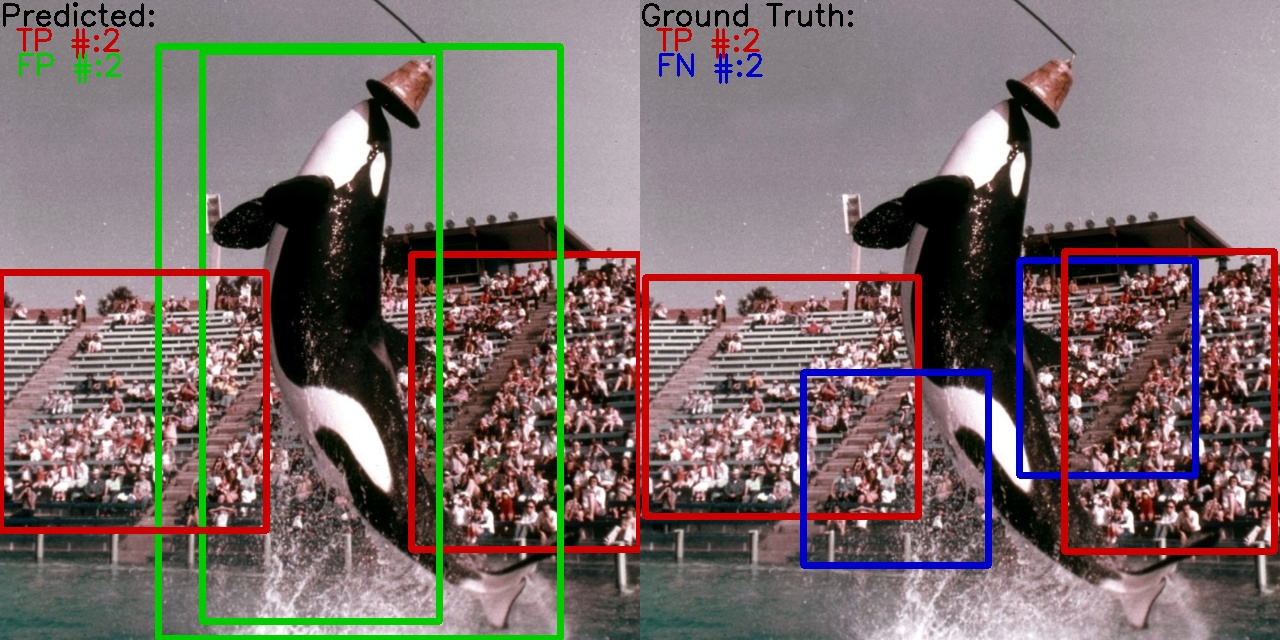 Predicted:
TP #:2
FP #:2
Ground Truth:
TP #:2
FN #:2